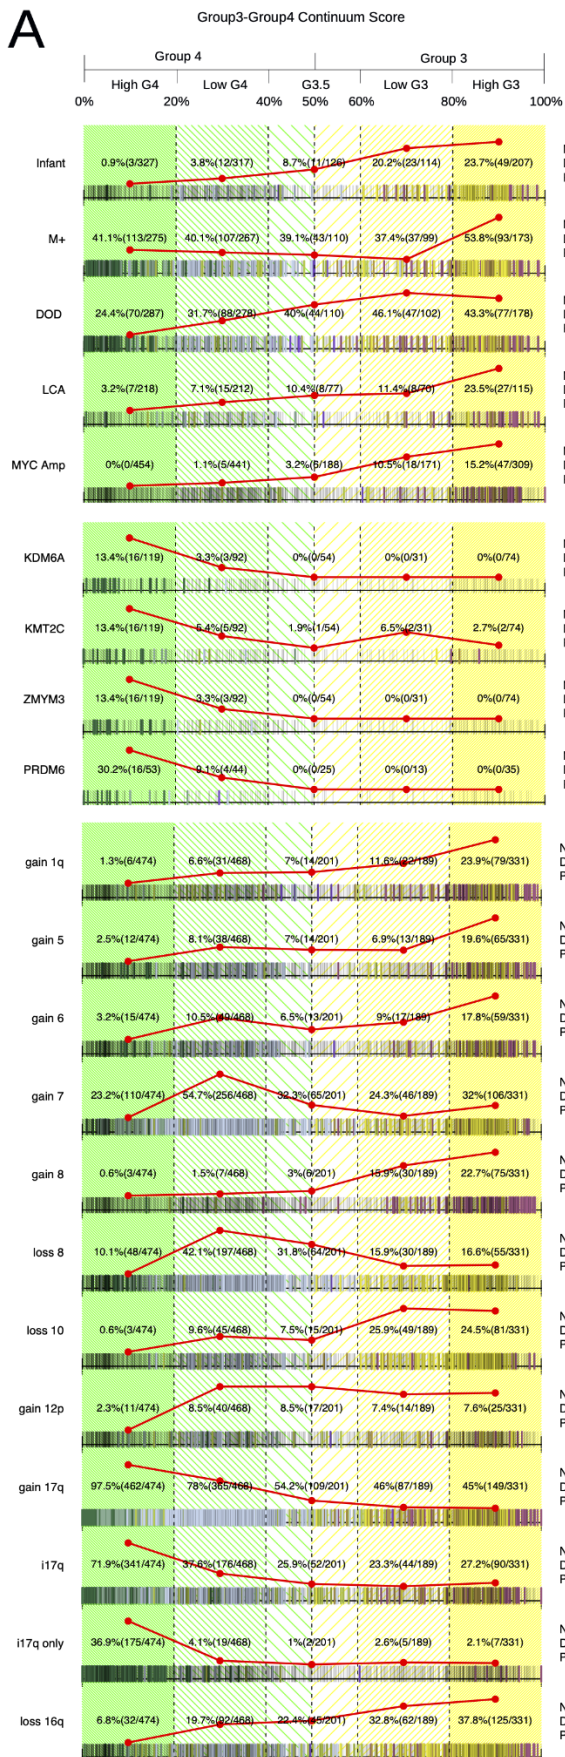 A
Group3-Group4 Continuum Score
Group 4 Group 3
High G4 Low G4 G3.5 Low G3 High G3
0% 20% 40% 50% 60% 80% 100%
Infant 0.9%(3/327) 3.8%(12/317) 8.7%(11/126) 20.2%(23/114) 23.7%(49/207)
M+ 41.1%(113/275) 40.1%(107/267) 39.1%(43/110) 37.4%(37/99) 53.8%(93/173)
DOD 24.4%(70/287) 31.7%(88/278) 40%(44/110) 46.1%(47/102) 43.3%(77/178)
LCA 3.2%(7/218) 7.1%(15/212) 10.4%(8/77) 11.4%(8/70) 23.5%(27/115)
MYC Amp 0%(0/454) 1.1%(5/441) 3.2%(6/188) 10.5%(18/171) 15.2%(47/309)
KDM6A 13.4%(16/119) 3.3%(3/92) 0%(0/54) 0%(0/31) 0%(0/74)
KMT2C 13.4%(16/119) 5.4%(5/92) 1.9%(1/54) 6.5%(2/31) 2.7%(2/74)
ZMYM3 13.4%(16/119) 3.3%(3/92) 0%(0/54) 0%(0/31) 0%(0/74)
PRDM6 30.2%(16/53) 9.1%(4/44) 0%(0/25) 0%(0/13) 0%(0/35)
gain 1q 1.3%(6/474) 6.6%(31/468) 7%(14/201) 11.6%(22/189) 23.9%(79/331)
N
D
P
gain 5 2.5%(12/474) 8.1%(38/468) 7%(14/201) 6.9%(13/189) 19.6%(65/331)
N
D
P
gain 6 3.2%(15/474) 10.5%(49/468) 6.5%(13/201) 9%(17/189) 17.8%(59/331)
N
D
P
gain 7 23.2%(110/474) 54.7%(256/468) 32.3%(65/201) 24.3%(46/189) 32%(106/331)
N
D
P
gain 8 0.6%(3/474) 1.5%(7/468) 3%(6/201) 15.9%(30/189) 22.7%(75/331)
N
D
P
loss 8 10.1%(48/474) 42.1%(197/468) 31.8%(64/201) 15.9%(30/189) 16.6%(55/331)
N
D
P
loss 10 0.6%(3/474) 9.6%(45/468) 7.5%(15/201) 25.9%(49/189) 24.5%(81/331)
N
D
P
gain 12p 2.3%(11/474) 8.5%(40/468) 8.5%(17/201) 7.4%(14/189) 7.6%(25/331)
N
D
P
gain 17q 97.5%(462/474) 78%(365/468) 54.2%(109/201) 46%(87/189) 45%(149/331)
N
D
P
i17q 71.9%(341/474) 37.6%(176/468) 25.9%(52/201) 23.3%(44/189) 27.2%(90/331)
N
D
P
i17q only 36.9%(175/474) 4.1%(19/468) 1%(2/201) 2.6%(5/189) 2.1%(7/331)
N
D
P
loss 16q 6.8%(32/474) 19.7%(92/468) 22.4%(45/201) 32.8%(62/189) 37.8%(125/331)
N
D
P